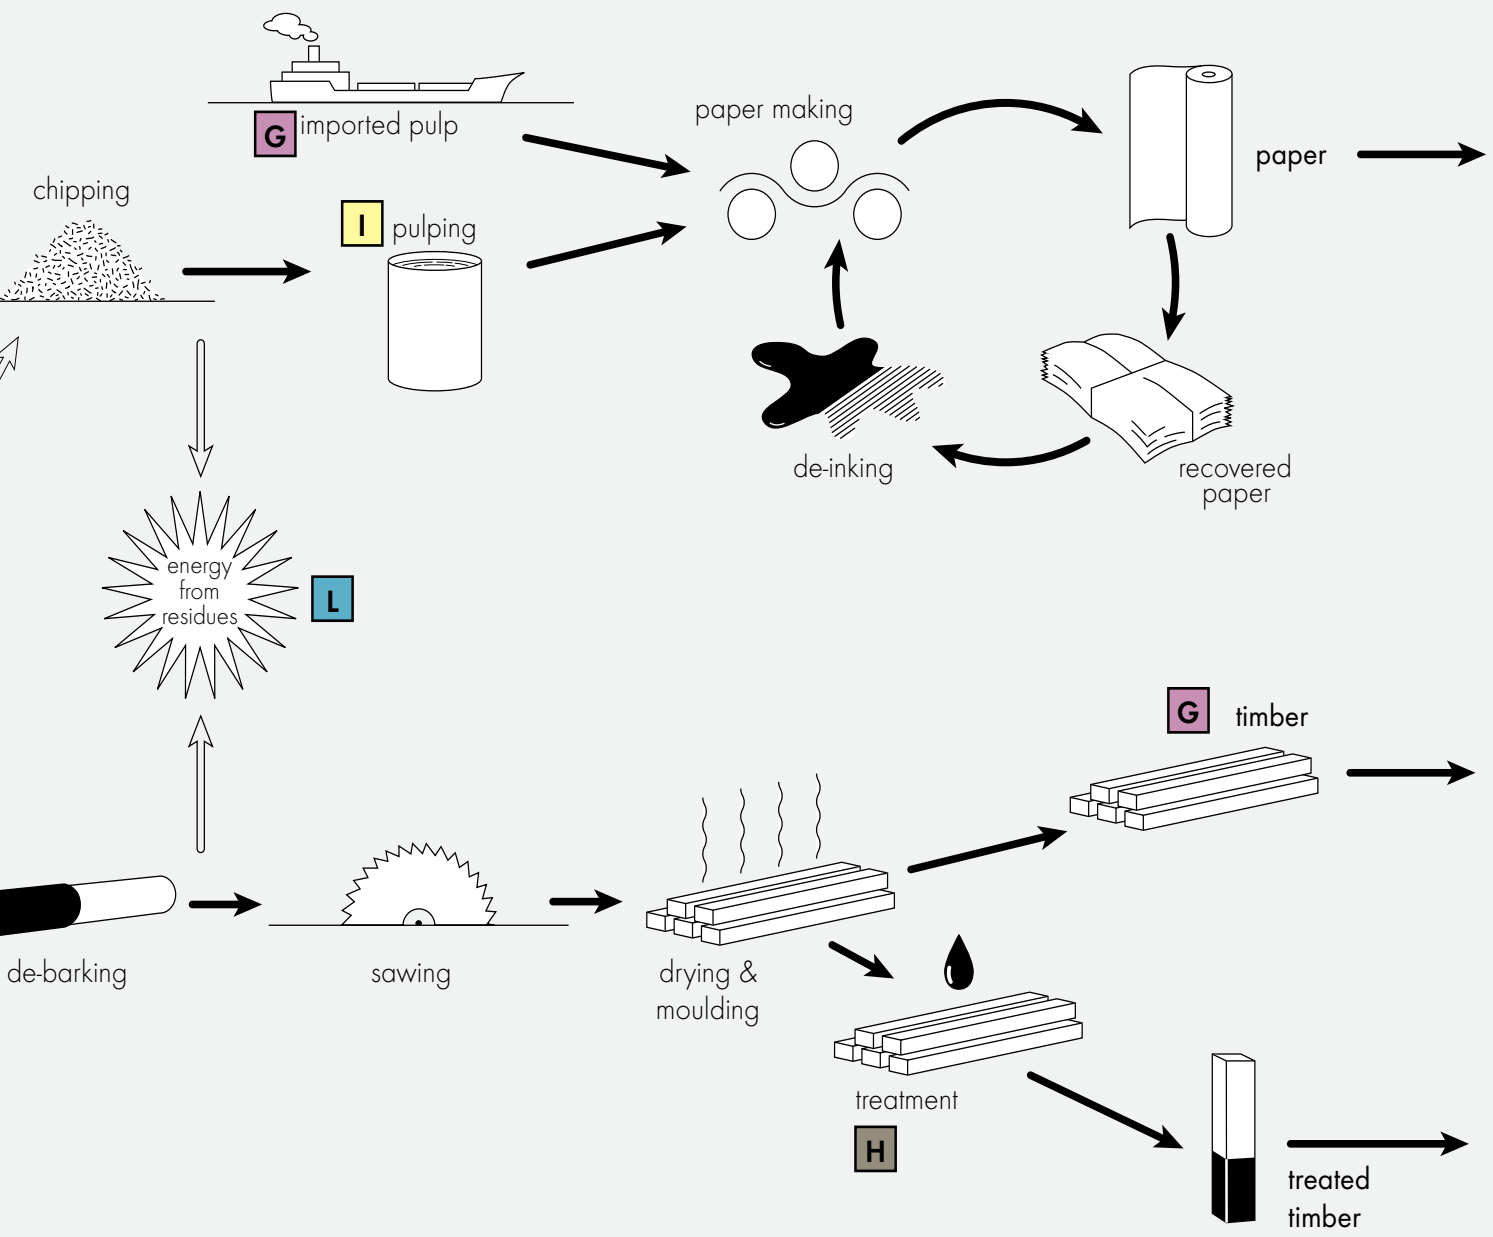 G imported pulp
paper making
paper
chipping
I pulping
de-inking
recovered
paper
energy
from
residues
L
G timber
de-barking
sawing
drying &
moulding
treatment
H
treated
timber